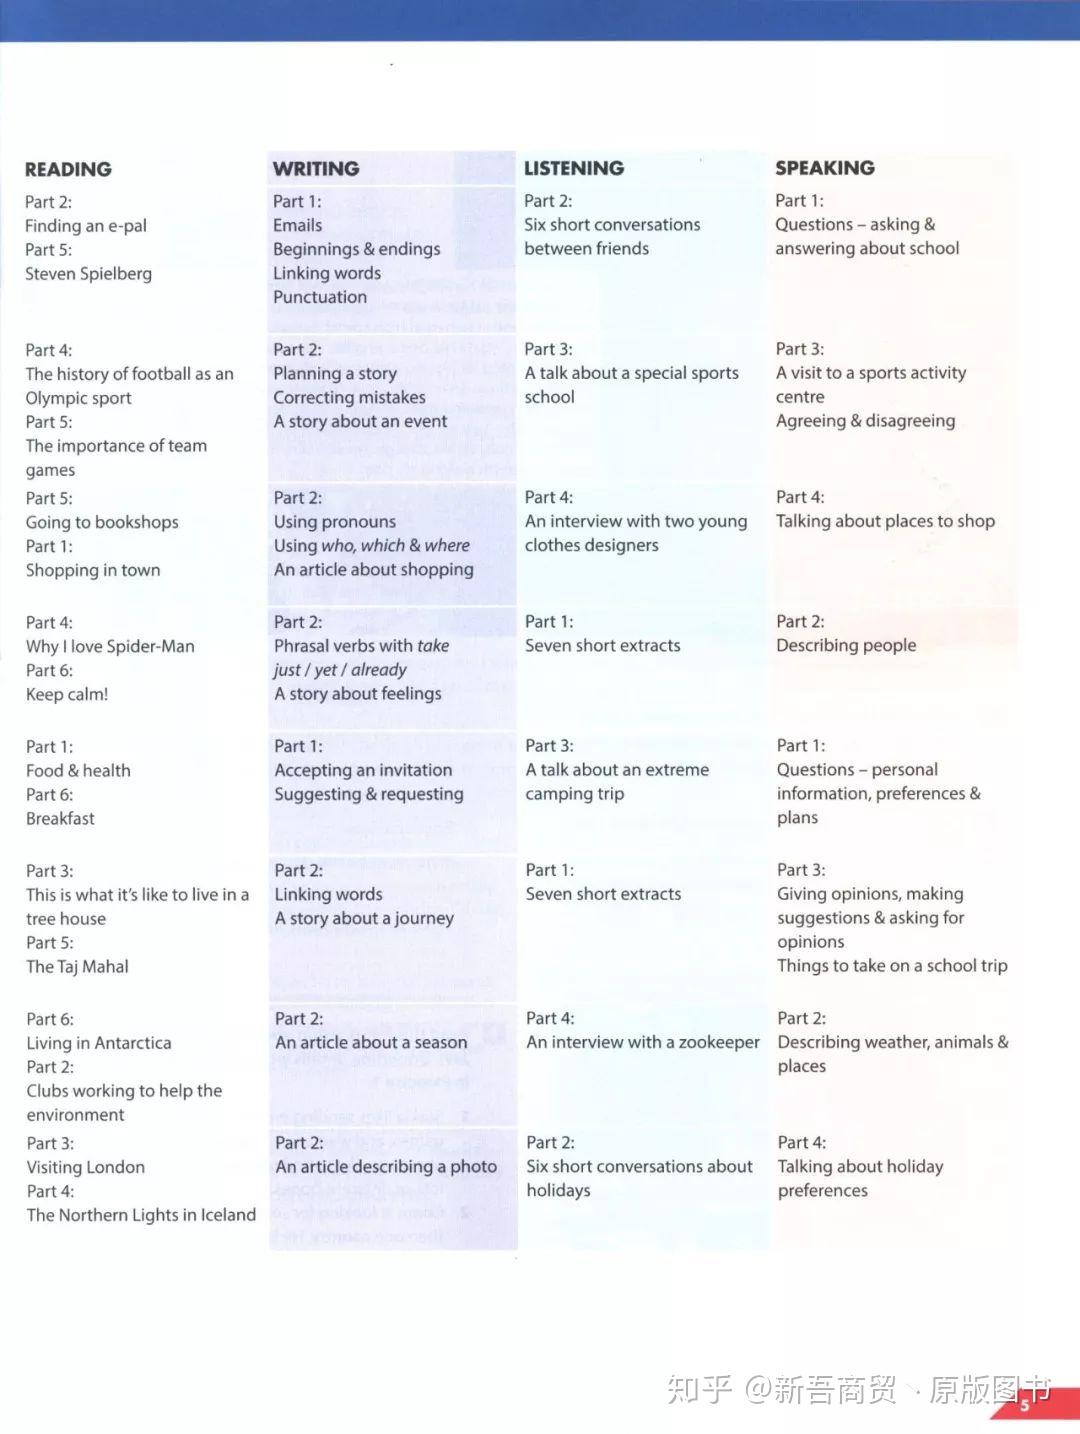 READING
WRITING
LISTENING
SPEAKING
Part 2:
Finding an e-pal
Part 5:
Steven Spielberg
Part 1:
Emails
Beginnings & endings
Linking words
Punctuation
Part 2:
Six short conversations
between friends
Part 1:
Questions – asking &
answering about school
Part 4:
The history of football as an
Olympic sport
Part 5:
The importance of team
games
Part 2:
Planning a story
Correcting mistakes
A story about an event
Part 3:
A talk about a special sports
school
Part 3:
A visit to a sports activity
centre
Agreeing & disagreeing
Part 5:
Going to bookshops
Part 1:
Shopping in town
Part 2:
Using pronouns
Using who, which & where
An article about shopping
Part 4:
An interview with two young
clothes designers
Part 4:
Talking about places to shop
Part 4:
Why I love Spider-Man
Part 6:
Keep calm!
Part 2:
Phrasal verbs with take
just / yet / already
A story about feelings
Part 1:
Seven short extracts
Part 2:
Describing people
Part 1:
Food & health
Part 6:
Breakfast
Part 1:
Accepting an invitation
Suggesting & requesting
Part 3:
A talk about an extreme
camping trip
Part 1:
Questions – personal
information, preferences &
plans
Part 3:
This is what it's like to live in a
tree house
Part 5:
The Taj Mahal
Part 2:
Linking words
A story about a journey
Part 1:
Seven short extracts
Part 3:
Giving opinions, making
suggestions & asking for
opinions
Things to take on a school trip
Part 6:
Living in Antarctica
Part 2:
Clubs working to help the
environment
Part 2:
An article about a season
Part 4:
An interview with a zookeeper
Part 2:
Describing weather, animals &
places
Part 3:
Visiting London
Part 4:
The Northern Lights in Iceland
Part 2:
An article describing a photo
Part 2:
Six short conversations about
holidays
Part 4:
Talking about holiday
preferences
知乎 @新吾商贸丶原版图书
5